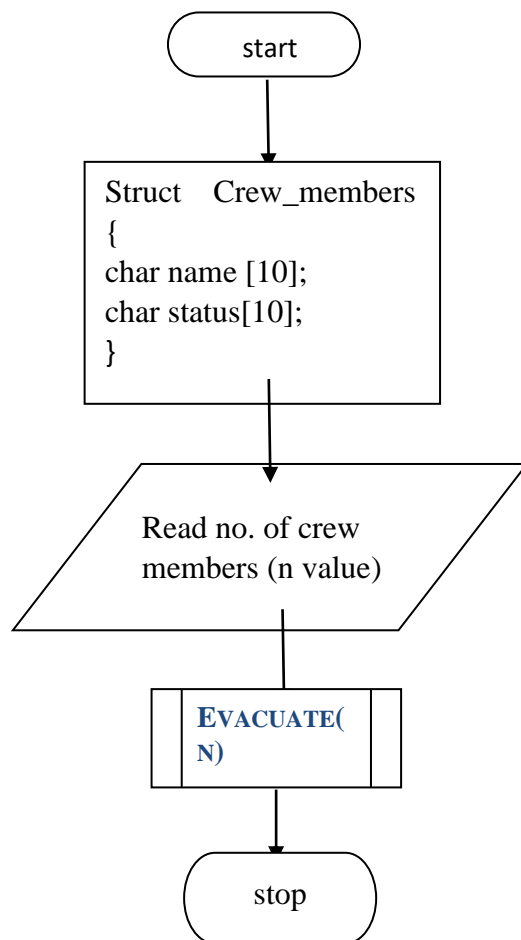 start
Struct Crew_members
{
char name [10];
char status[10];
}
Read no. of crew
members (n value)
EVACUATE(
N)
stop